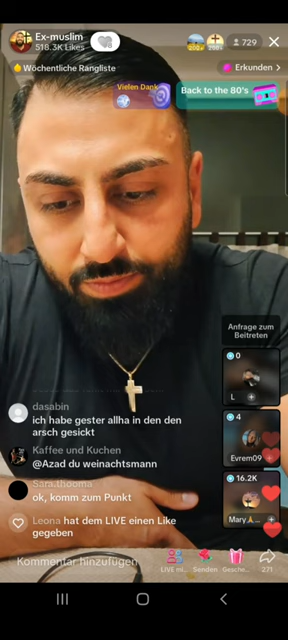 Ex-muslim
518.3K Likes
729
Wöchentliche Rangliste
Erkunden >
Vielen Dank
Back to the 80's
Anfrage zum
Beitreten
0
L
dasabin
ich habe gester allha in den den
arsch gesickt
4
Evrem09
Kaffee und Kuchen
@Azad du weinachtsmann
16.2K
Sara.thooma
ok, komm zum Punkt
Mary
Leona hat dem LIVE einen Like
gegeben
Kommentar hinzufügen
LIVE mi...
Senden
Gesche...
271